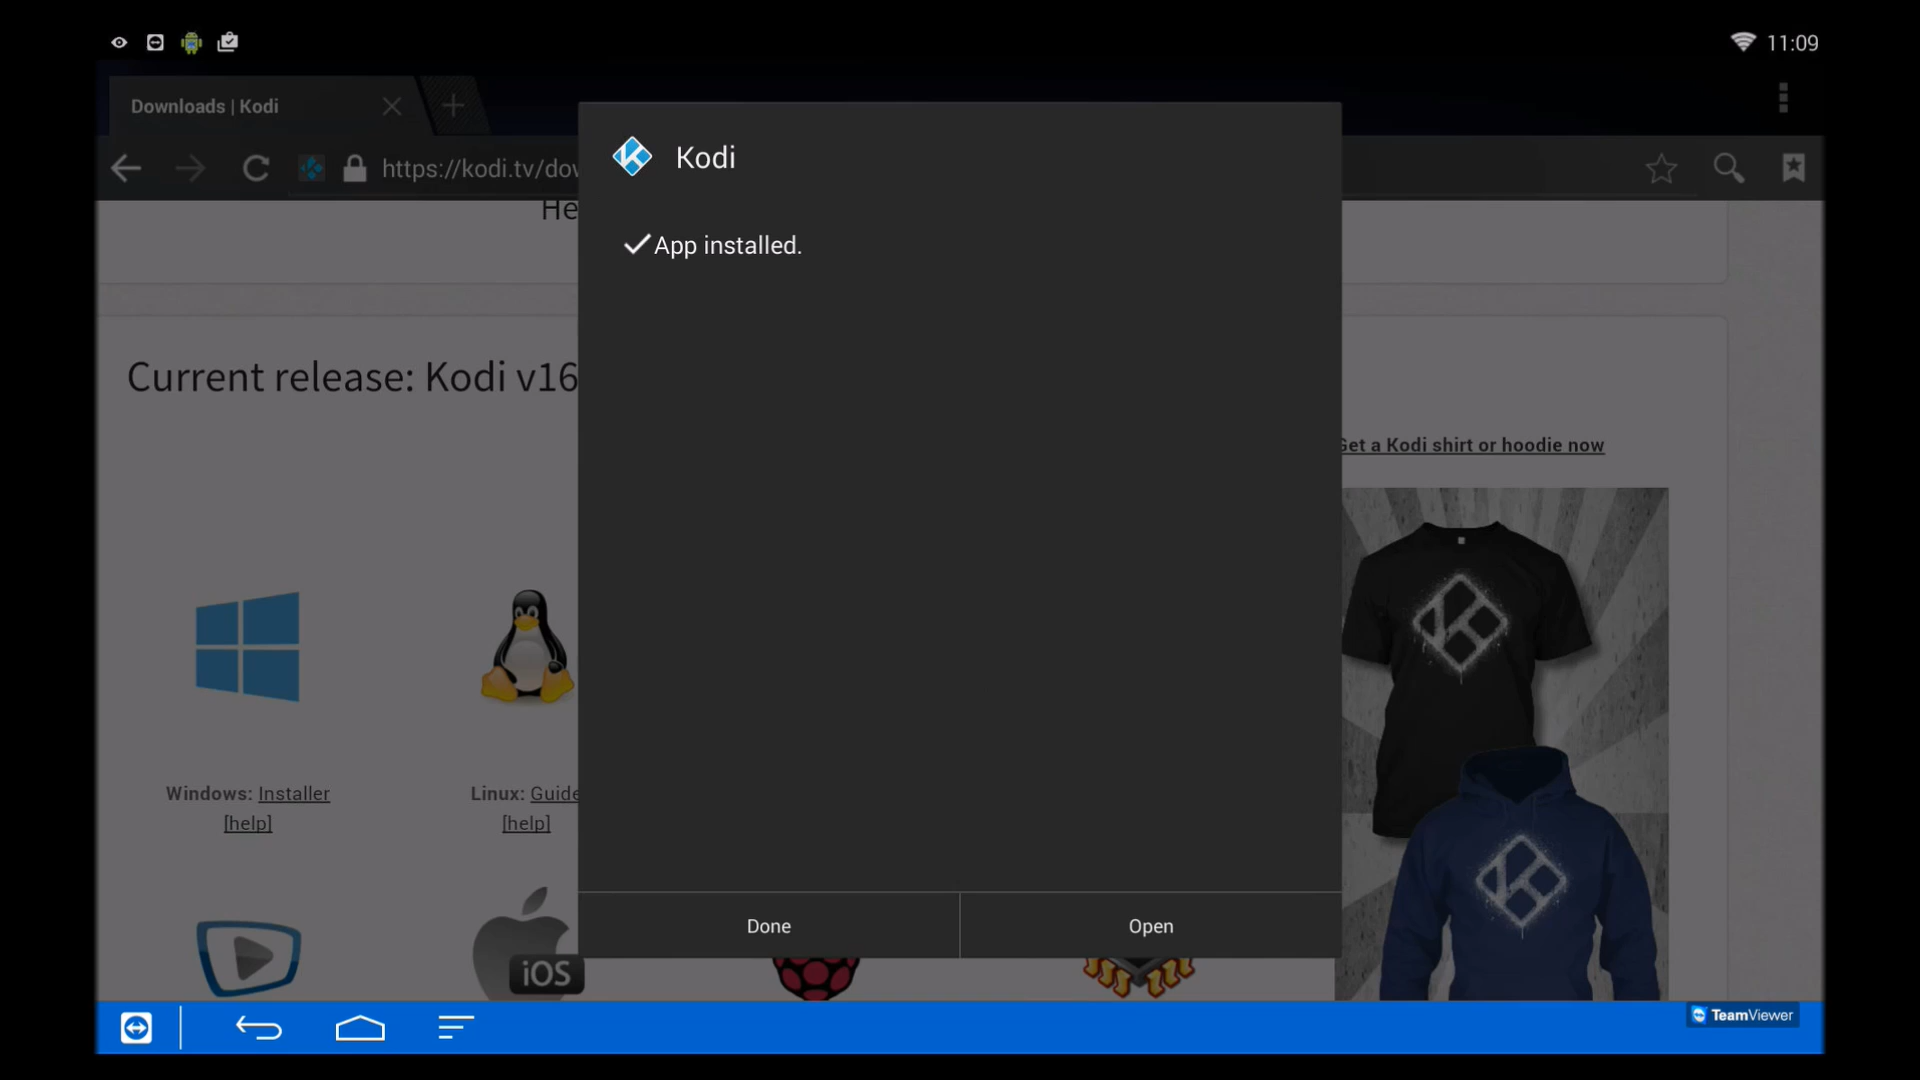 11:09
Downloads | Kodi
https://kodi.tv/dow
He
Kodi
App installed.
Current release: Kodi v16
Get a Kodi shirt or hoodie now
Windows: Installer
[help]
Linux: Guide
[help]
iOS
Done
Open
TeamViewer